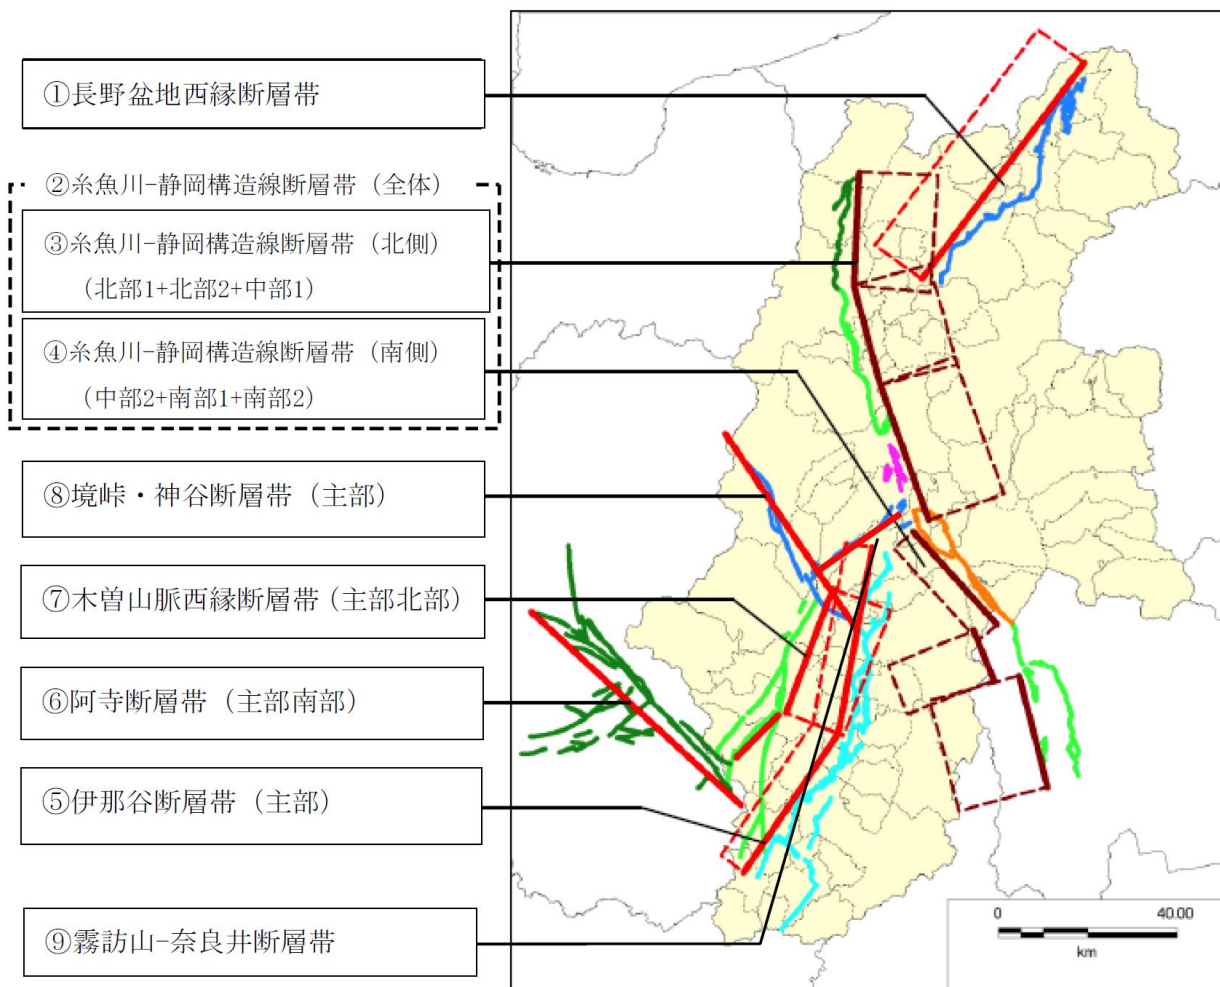 ①長野盆地西縁断層帯
②糸魚川−静岡構造線断層帯（全体）
③糸魚川−静岡構造線断層帯（北側）
（北部1+北部2+中部1）
④糸魚川−静岡構造線断層帯（南側）
（中部2+南部1+南部2）
⑧境峠・神谷断層帯（主部）
⑦木曽山脈西縁断層帯（主部北部）
⑥阿寺断層帯（主部南部）
⑤伊那谷断層帯（主部）
⑨霧訪山−奈良井断層帯
0 40.00
km